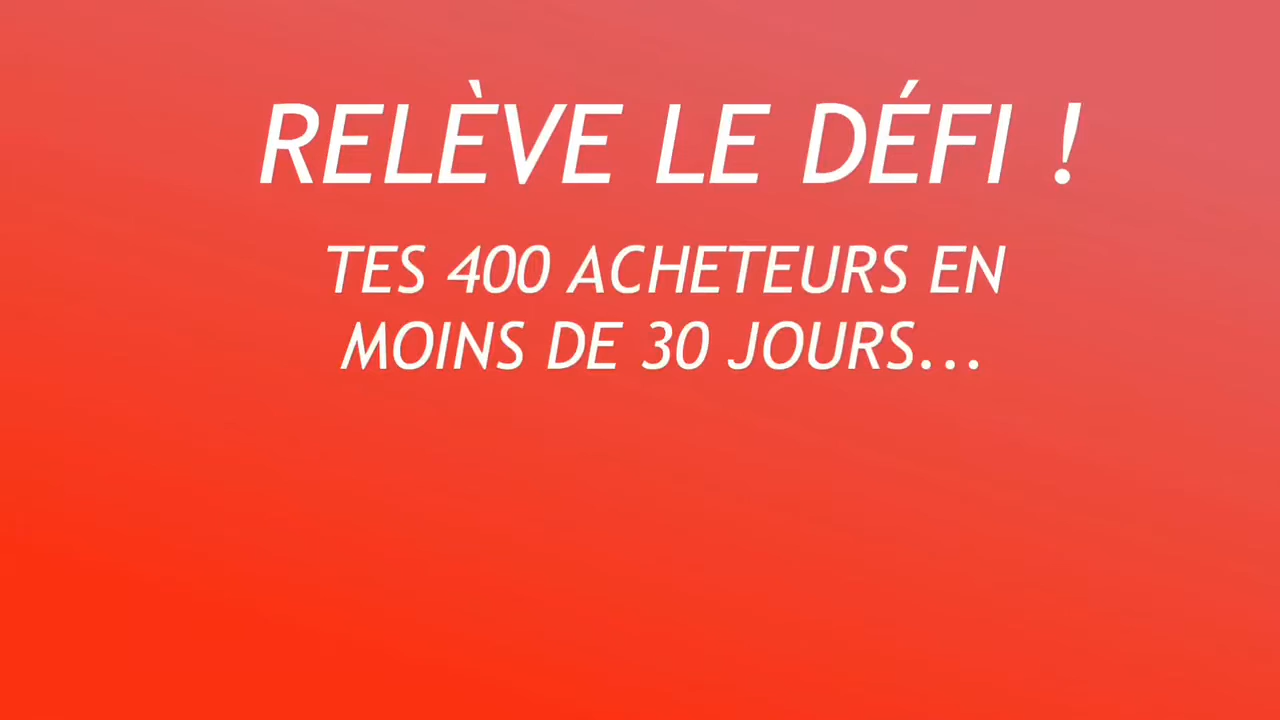 RELÈVE LE DÉFI !
TES 400 ACHETEURS EN
MOINS DE 30 JOURS...